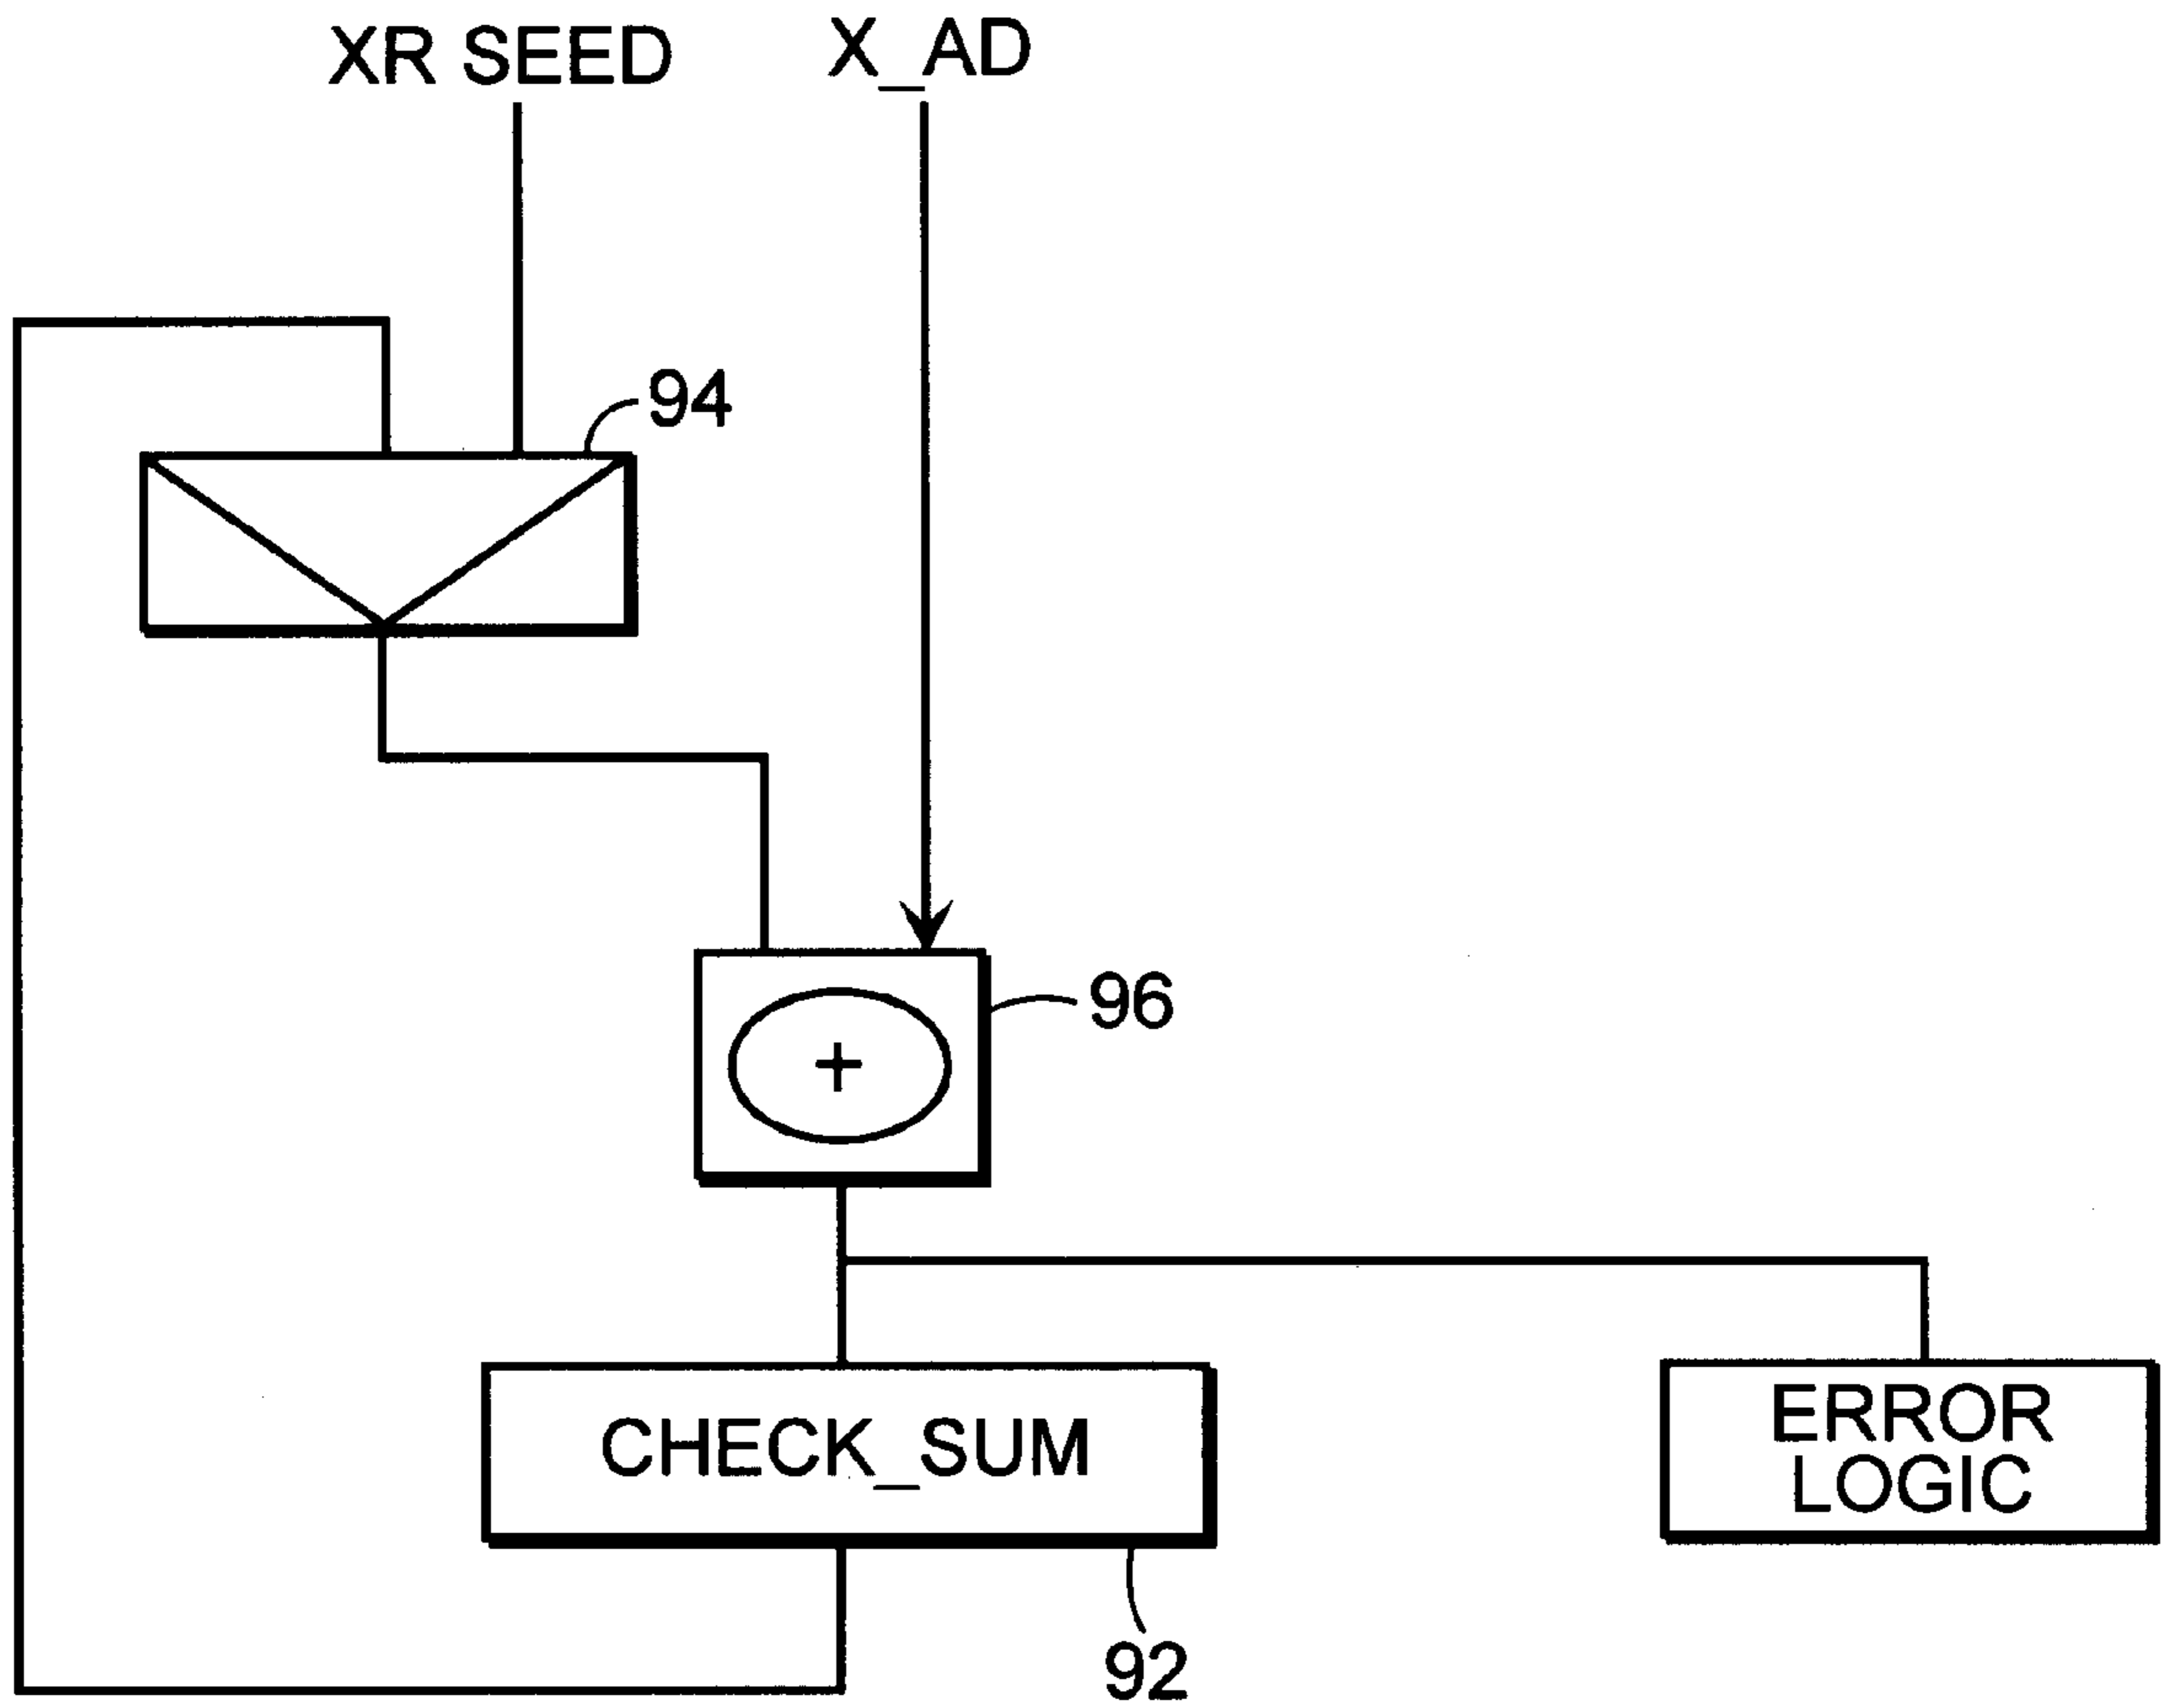 XR SEED
X_AD
94
96
+
CHECK_SUM
ERROR
LOGIC
92